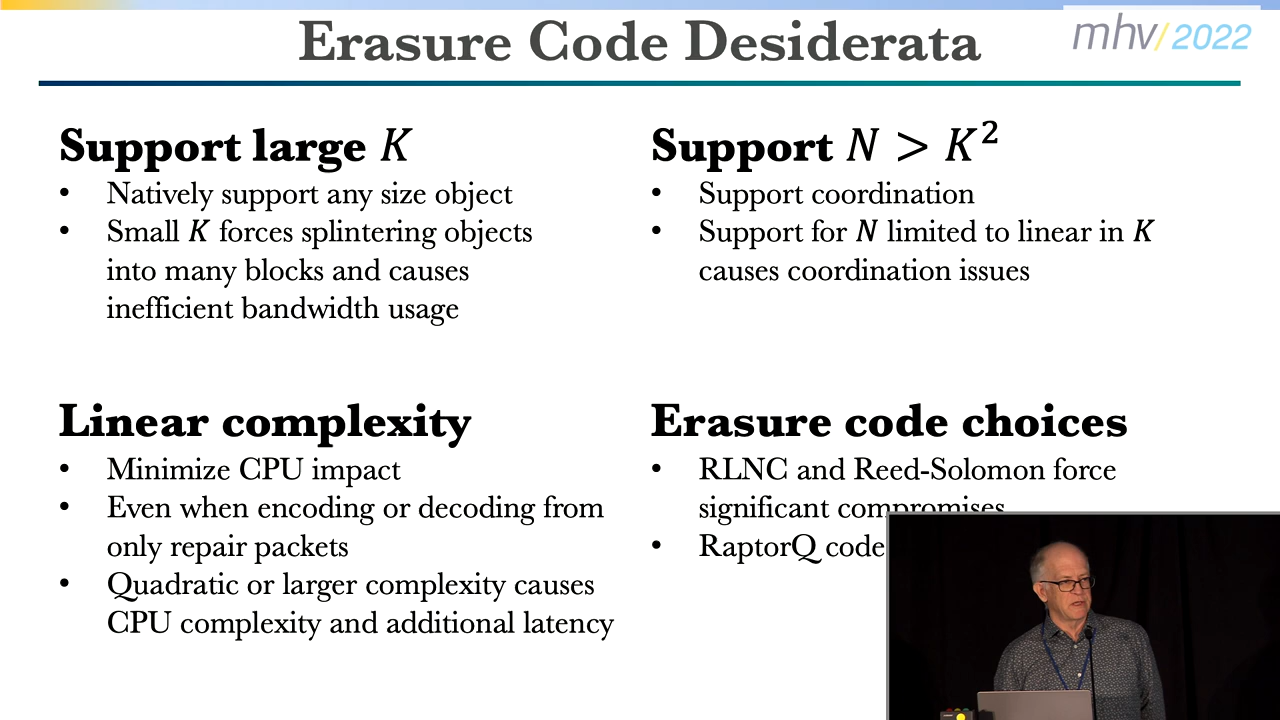 Erasure Code Desiderata
mhv/2022
Support large K
• Natively support any size object
• Small K forces splintering objects
into many blocks and causes
inefficient bandwidth usage
Support N > K²
• Support coordination
• Support for N limited to linear in K
causes coordination issues
Linear complexity
• Minimize CPU impact
• Even when encoding or decoding from
only repair packets
• Quadratic or larger complexity causes
CPU complexity and additional latency
Erasure code choices
• RLNC and Reed-Solomon force
significant compromises
• RaptorQ code